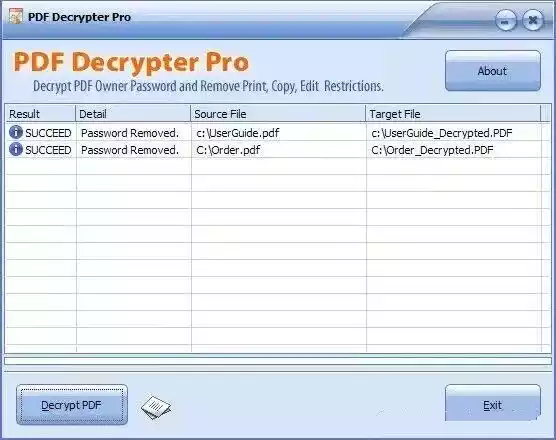 PDF Decrypter Pro
PDF Decrypter Pro
Decrypt PDF Owner Password and Remove Print, Copy, Edit Restrictions.
About
Result Detail Source File Target File
SUCCEED Password Removed. c:\UserGuide.pdf c:\UserGuide_Decrypted.PDF
SUCCEED Password Removed. C:\Order.pdf C:\Order_Decrypted.PDF
Decrypt PDF Exit